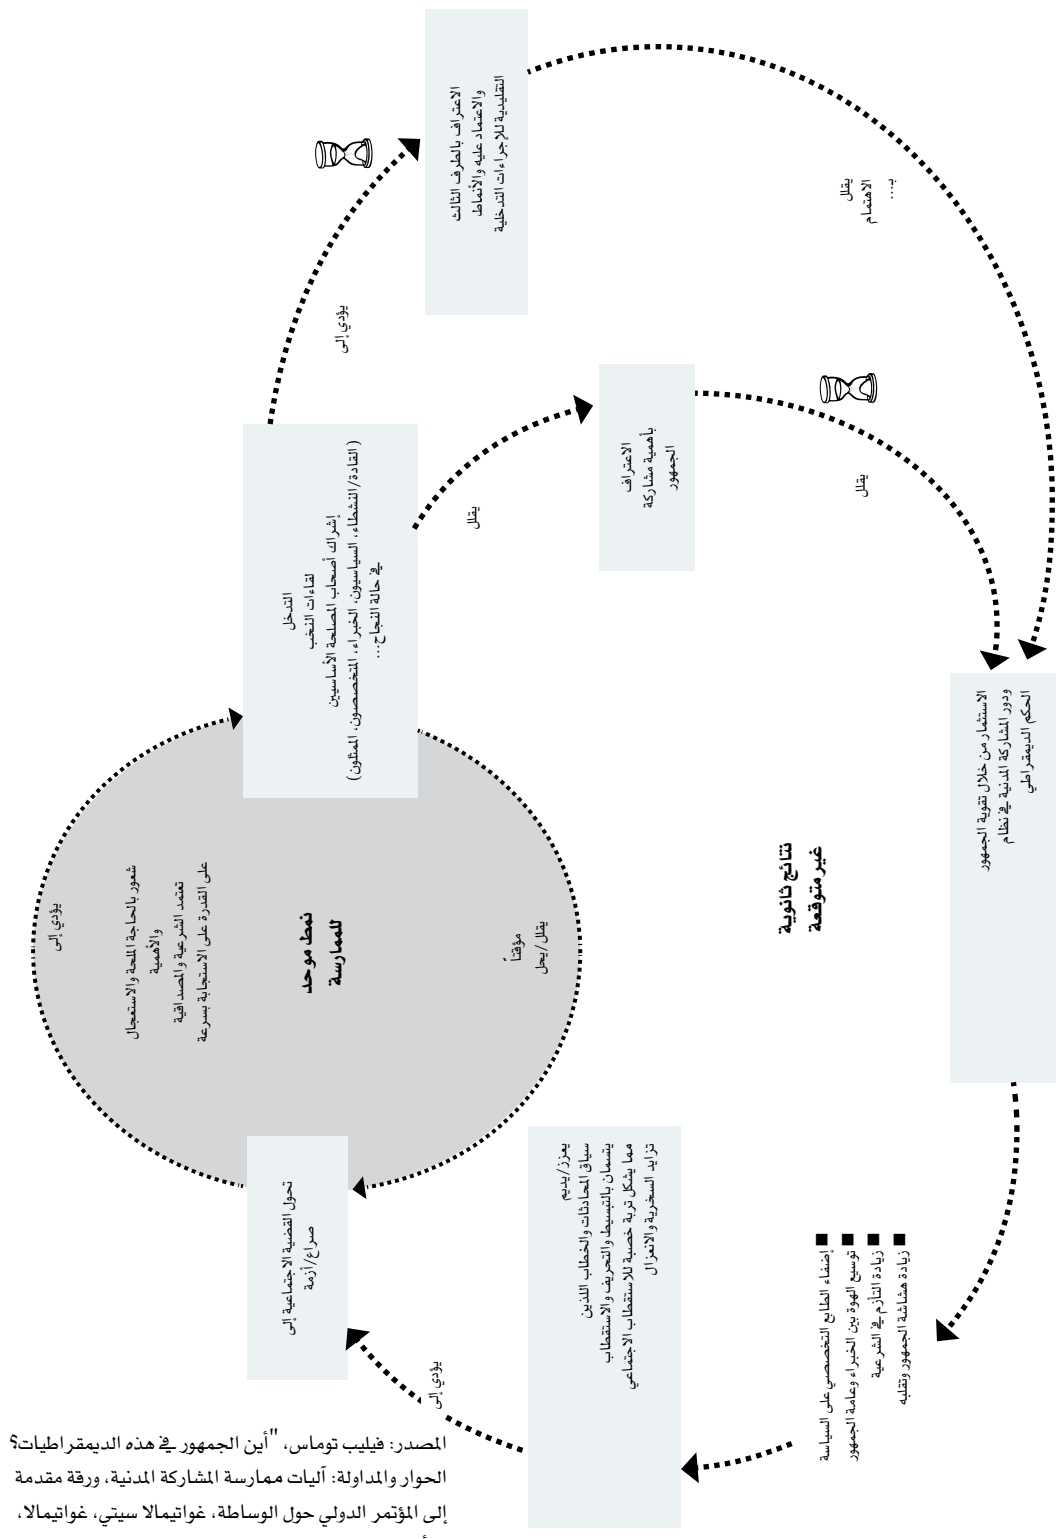 الاعتراف بالطرف الثالث
والاعتماد عليه والأنماط
التقليدية للإجراءات التدخلية
يؤدي إلى
يقلل
الاهتمام
بـ...
الاعتراف
بأهمية مشاركة
الجمهور
يقلل
يقلل
التدخل
لقاءات النخب
إشراك أصحاب المصلحة الأساسيين
(القادة/النشطاء، السياسيون، الخبراء، المتخصصون، الممثلون)
في حالة النجاح...
الاستثمار من خلال تقوية الجمهور
ودور المشاركة المدنية في نظام
الحكم الديمقراطي
يؤدي إلى
شعور بالحاجة الملحة والاستعجال
والأهمية
تعتمد الشرعية والمصداقية
على القدرة على الاستجابة بسرعة
نمط موحد
للممارسة
يقلل/يحل
مؤقتاً
نتائج ثانوية
غير متوقعة
تحول القضية الاجتماعية إلى
صراع/أزمة
يعزز/يديم
سياق المحادثات والخطاب اللذين
يتسمان بالتبسيط والتحريف والاستقطاب
مما يشكل تربة خصبة للاستقطاب الاجتماعي
تزايد السخرية والانعزال
■ إضفاء الطابع التخصصي على السياسة
■ توسيع الهوة بين الخبراء وعامة الجمهور
■ زيادة التأزم في الشرعية
■ زيادة هشاشة الجمهور وتقلبه
يؤدي إلى
المصدر: فيليب توماس، "أين الجمهور في هذه الديمقراطيات؟
الحوار والمداولة: آليات ممارسة المشاركة المدنية، ورقة مقدمة
إلى المؤتمر الدولي حول الوساطة، غواتيمالا سيتي، غواتيمالا،